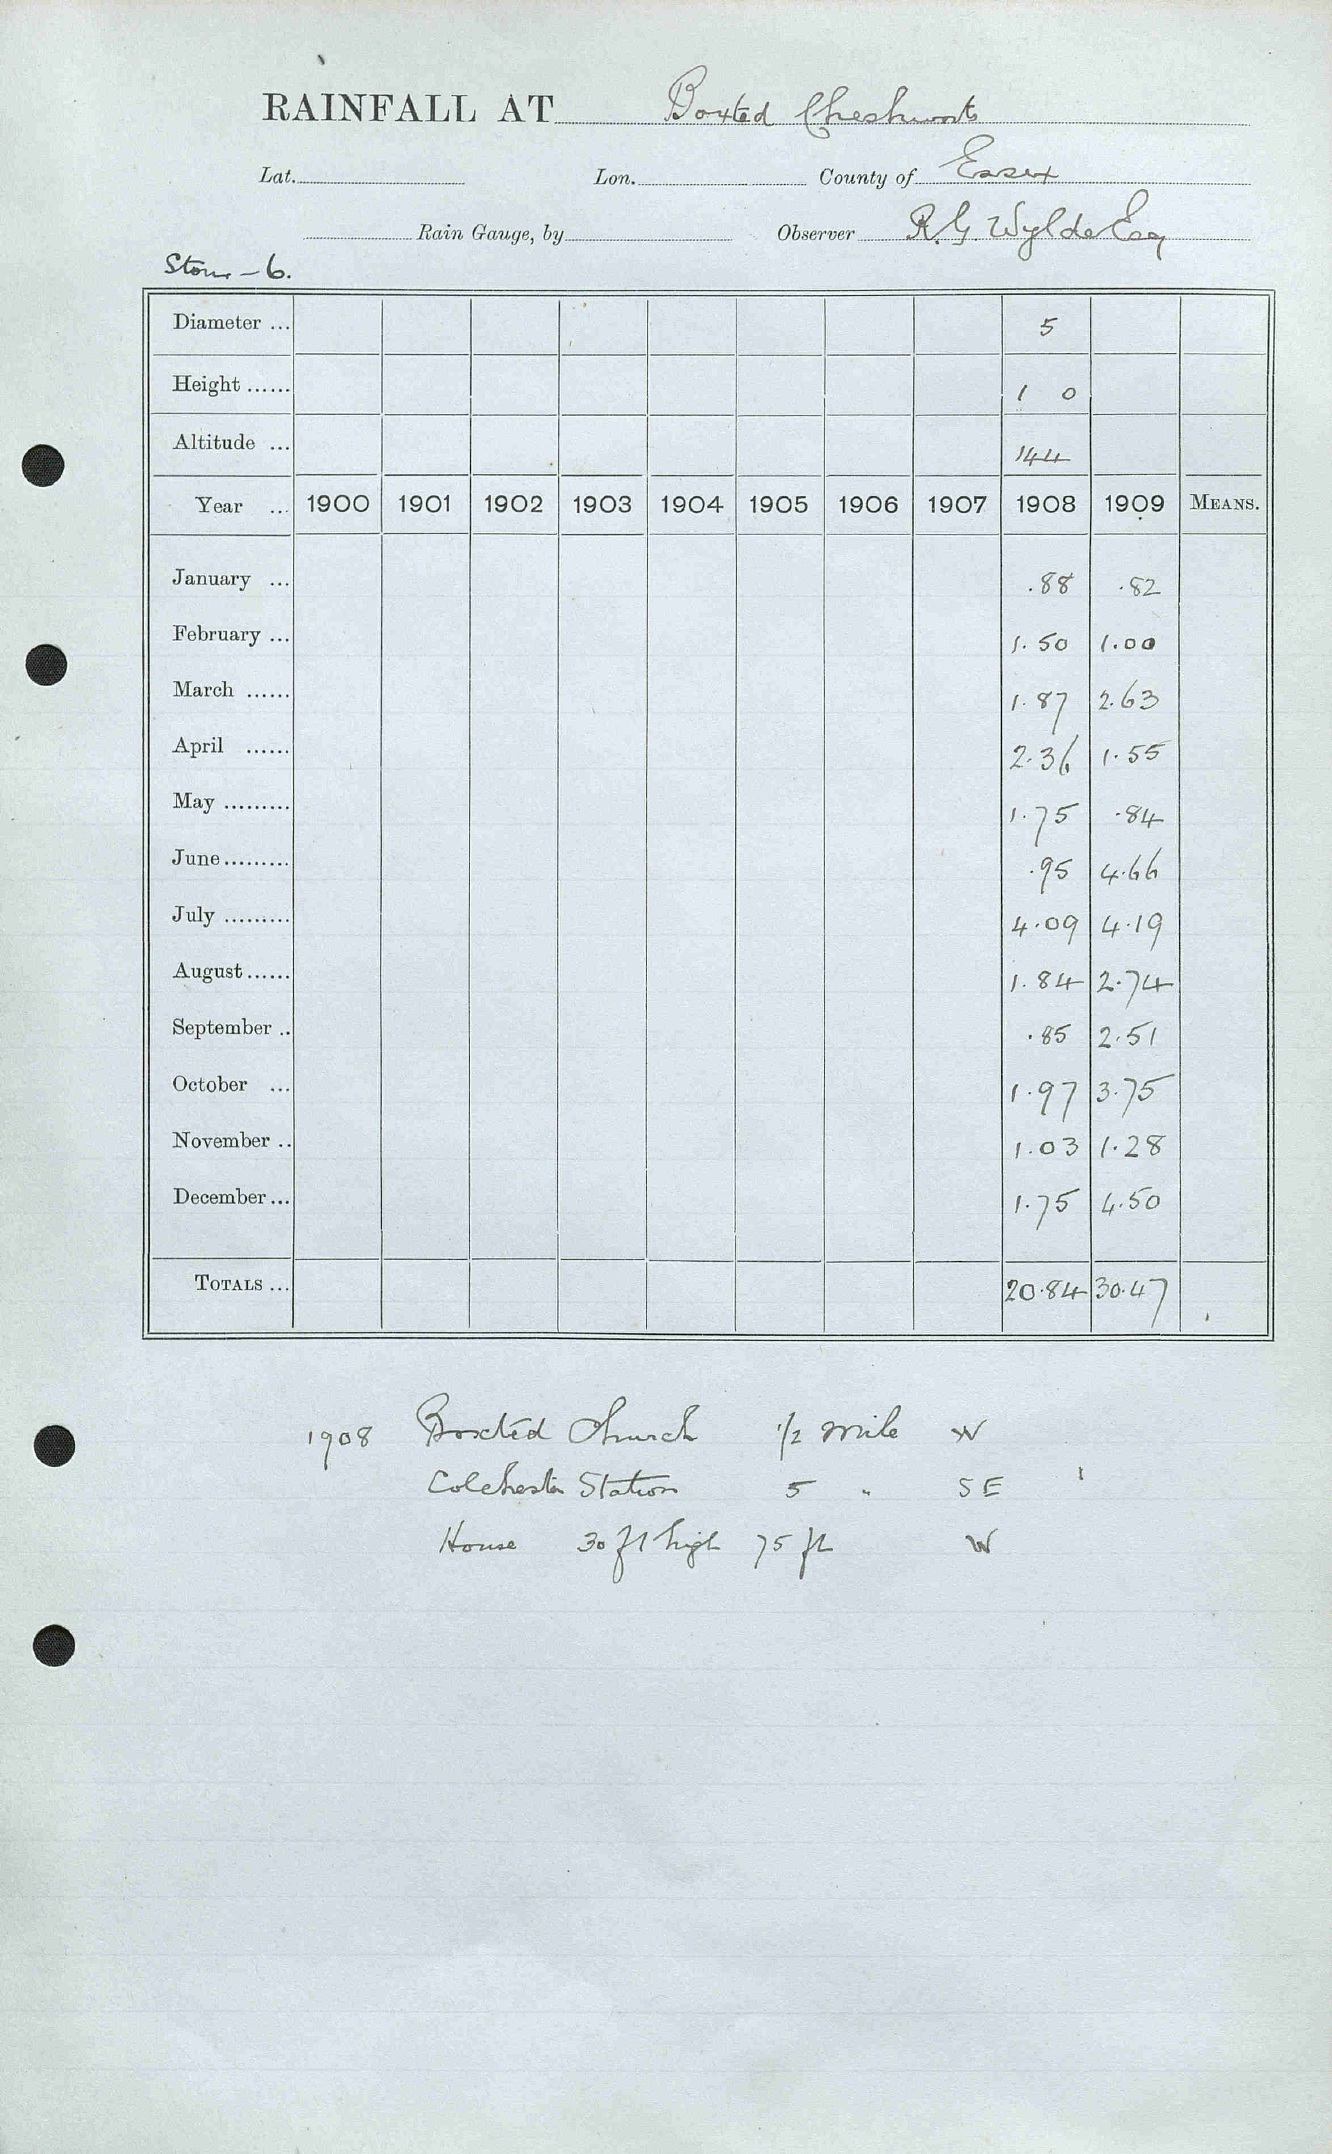 RAINFALL AT Boxted Cheshunts
Lat. Lon. County of Essex
Rain Gauge, by Observer R. G. Wylde Esq
Stour - 6.
Diameter ... 5
Height ...... 1 0
Altitude ... 144
Year ... 1900 1901 1902 1903 1904 1905 1906 1907 1908 1909 MEANS.
January ... .88 .82
February ... 1.50 1.00
March ...... 1.87 2.63
April ...... 2.36 1.55
May ......... 1.75 .84
June ......... .95 4.66
July ......... 4.09 4.19
August ...... 1.84 2.74
September .. .85 2.51
October ... 1.97 3.75
November .. 1.03 1.28
December ... 1.75 4.50
TOTALS ... 20.84 30.47
1908 Boxted Church 1/2 mile W
Colchester Station 5 " SE
House 30 ft high 75 ft W